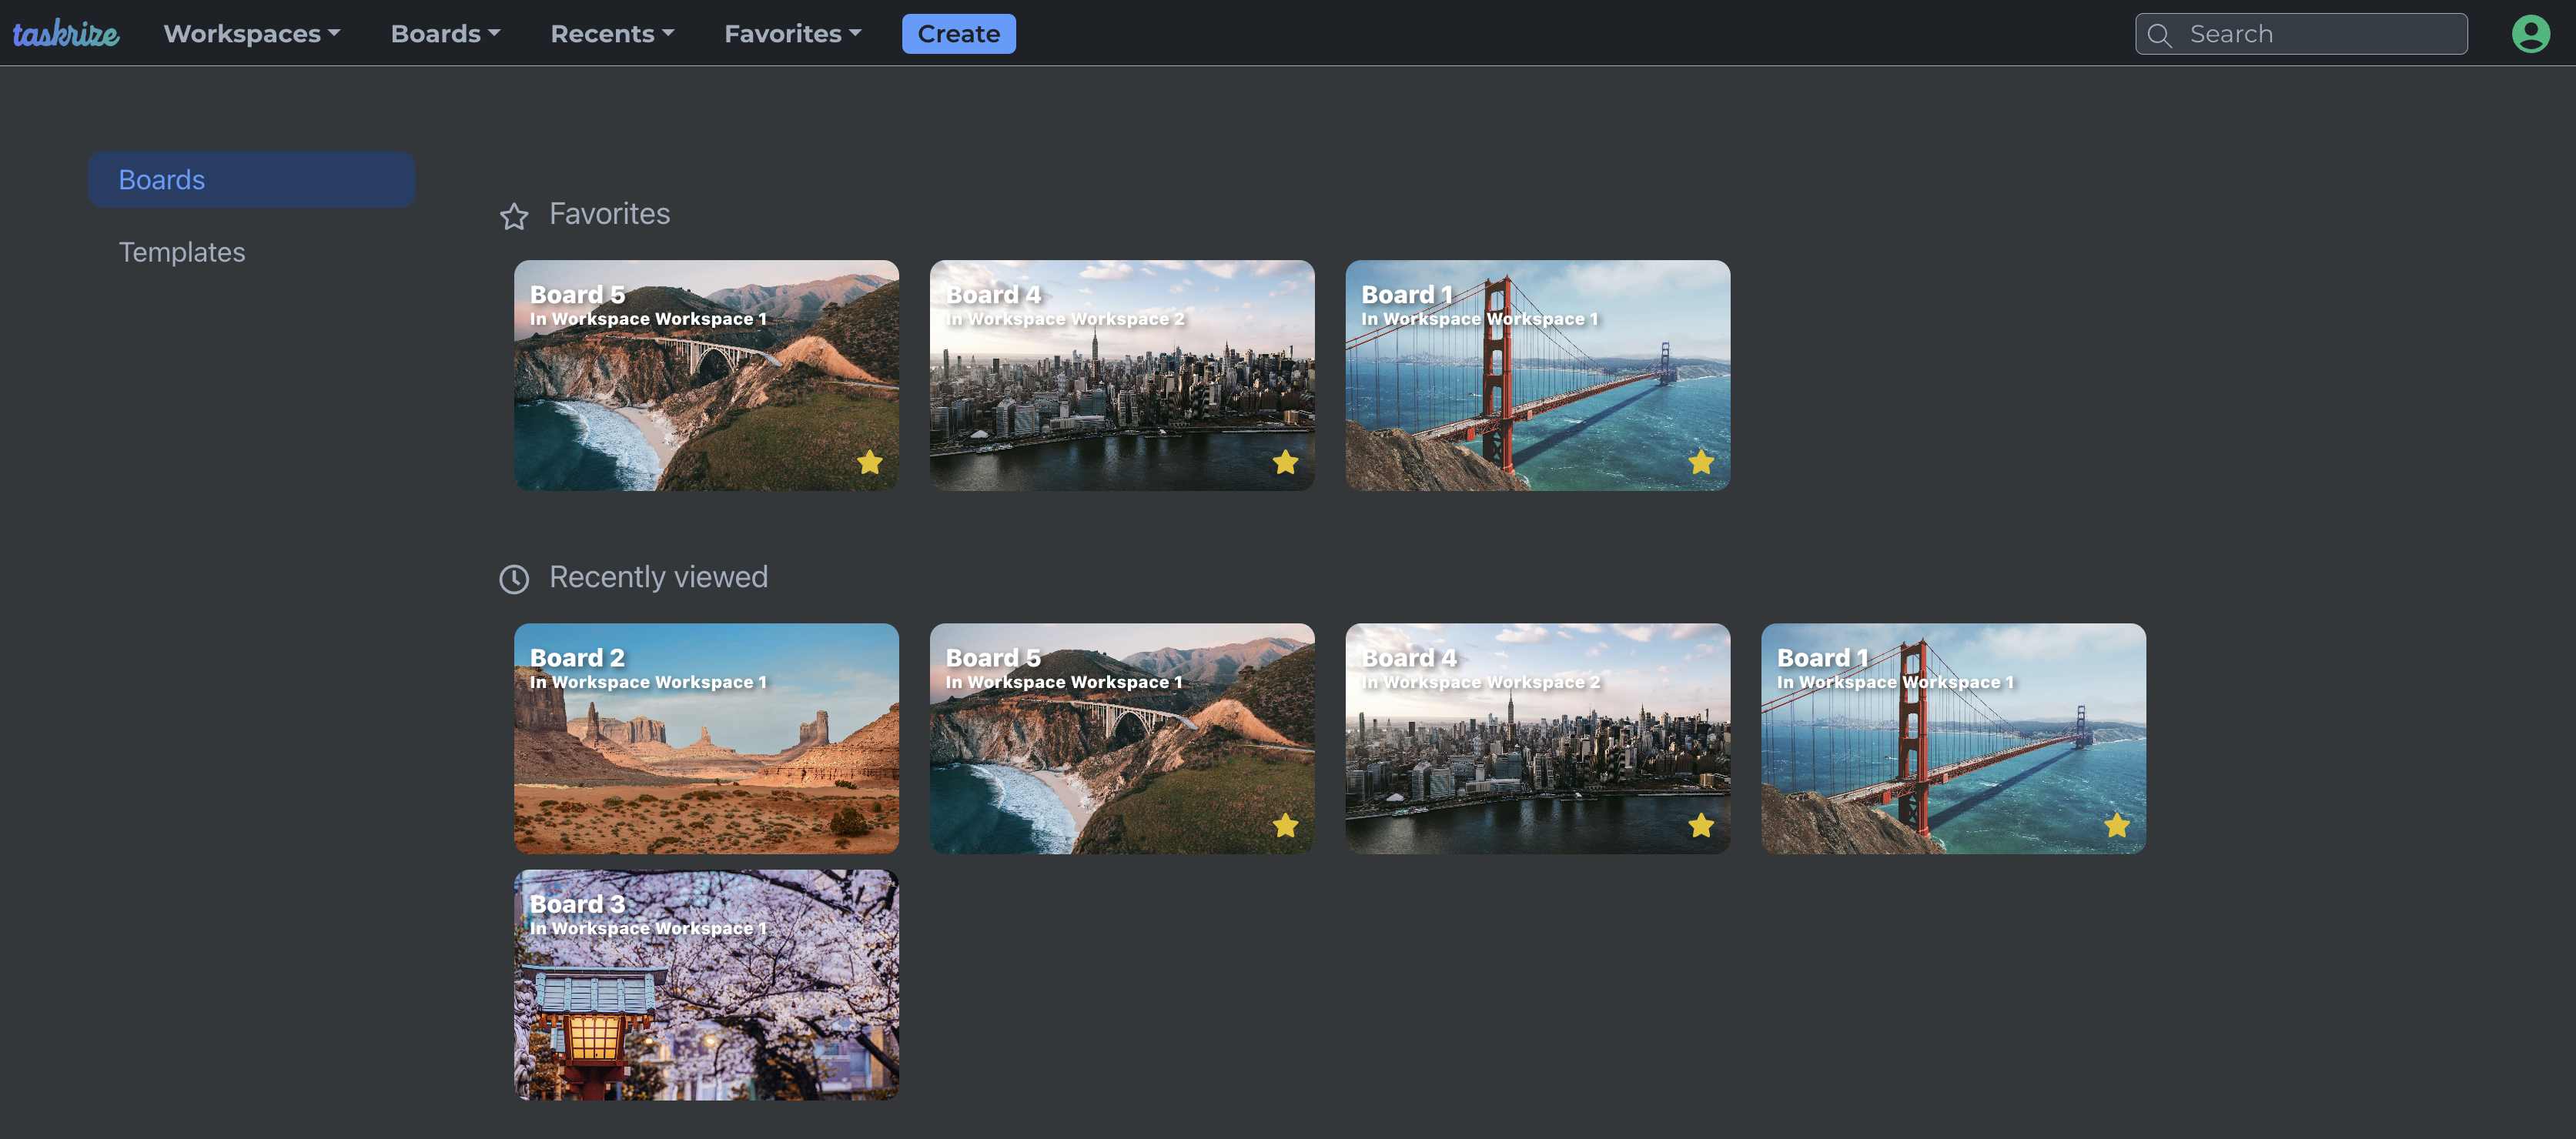 taskrize
Workspaces
Boards
Recents
Favorites
Create
Search
Boards
Templates
Favorites
Board 5
In Workspace Workspace 1
Board 4
In Workspace Workspace 2
Board 1
In Workspace Workspace 1
Recently viewed
Board 2
In Workspace Workspace 1
Board 5
In Workspace Workspace 1
Board 4
In Workspace Workspace 2
Board 1
In Workspace Workspace 1
Board 3
In Workspace Workspace 1